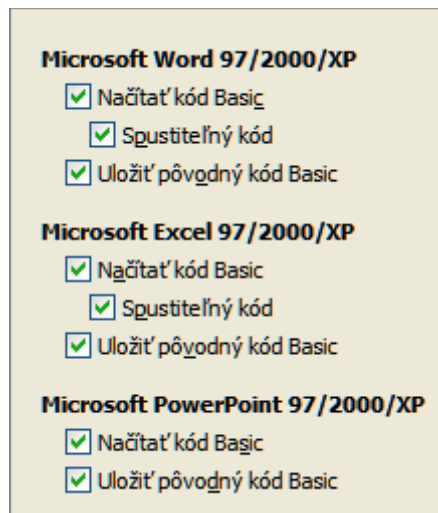 Microsoft Word 97/2000/XP
Načítať kód Basic
Spustiteľný kód
Uložiť pôvodný kód Basic
Microsoft Excel 97/2000/XP
Načítať kód Basic
Spustiteľný kód
Uložiť pôvodný kód Basic
Microsoft PowerPoint 97/2000/XP
Načítať kód Basic
Uložiť pôvodný kód Basic